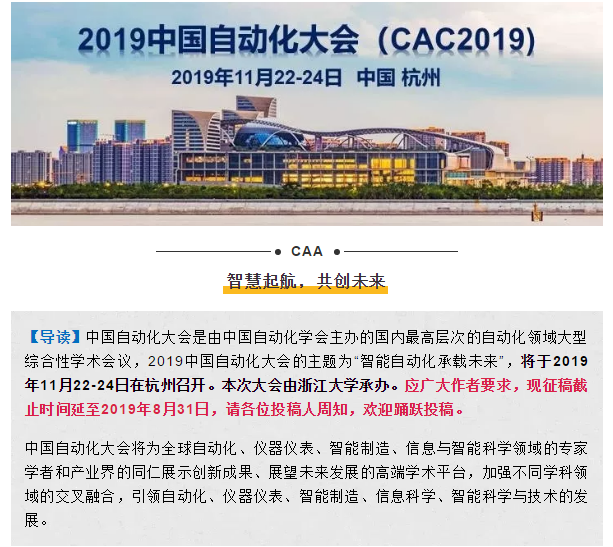 2019中国自动化大会（CAC2019)
2019年11月22-24日 中国 杭州
CAA
智慧起航，共创未来
【导读】中国自动化大会是由中国自动化学会主办的国内最高层次的自动化领域大型
综合性学术会议，2019中国自动化大会的主题为“智能自动化承载未来”，将于2019
年11月22-24日在杭州召开。本次大会由浙江大学承办。应广大作者要求，现征稿截
止时间延至2019年8月31日，请各位投稿人周知，欢迎踊跃投稿。
中国自动化大会将为全球自动化、仪器仪表、智能制造、信息与智能科学领域的专家
学者和产业界的同仁展示创新成果、展望未来发展的高端学术平台，加强不同学科领
域的交叉融合，引领自动化、仪器仪表、智能制造、信息科学、智能科学与技术的发
展。